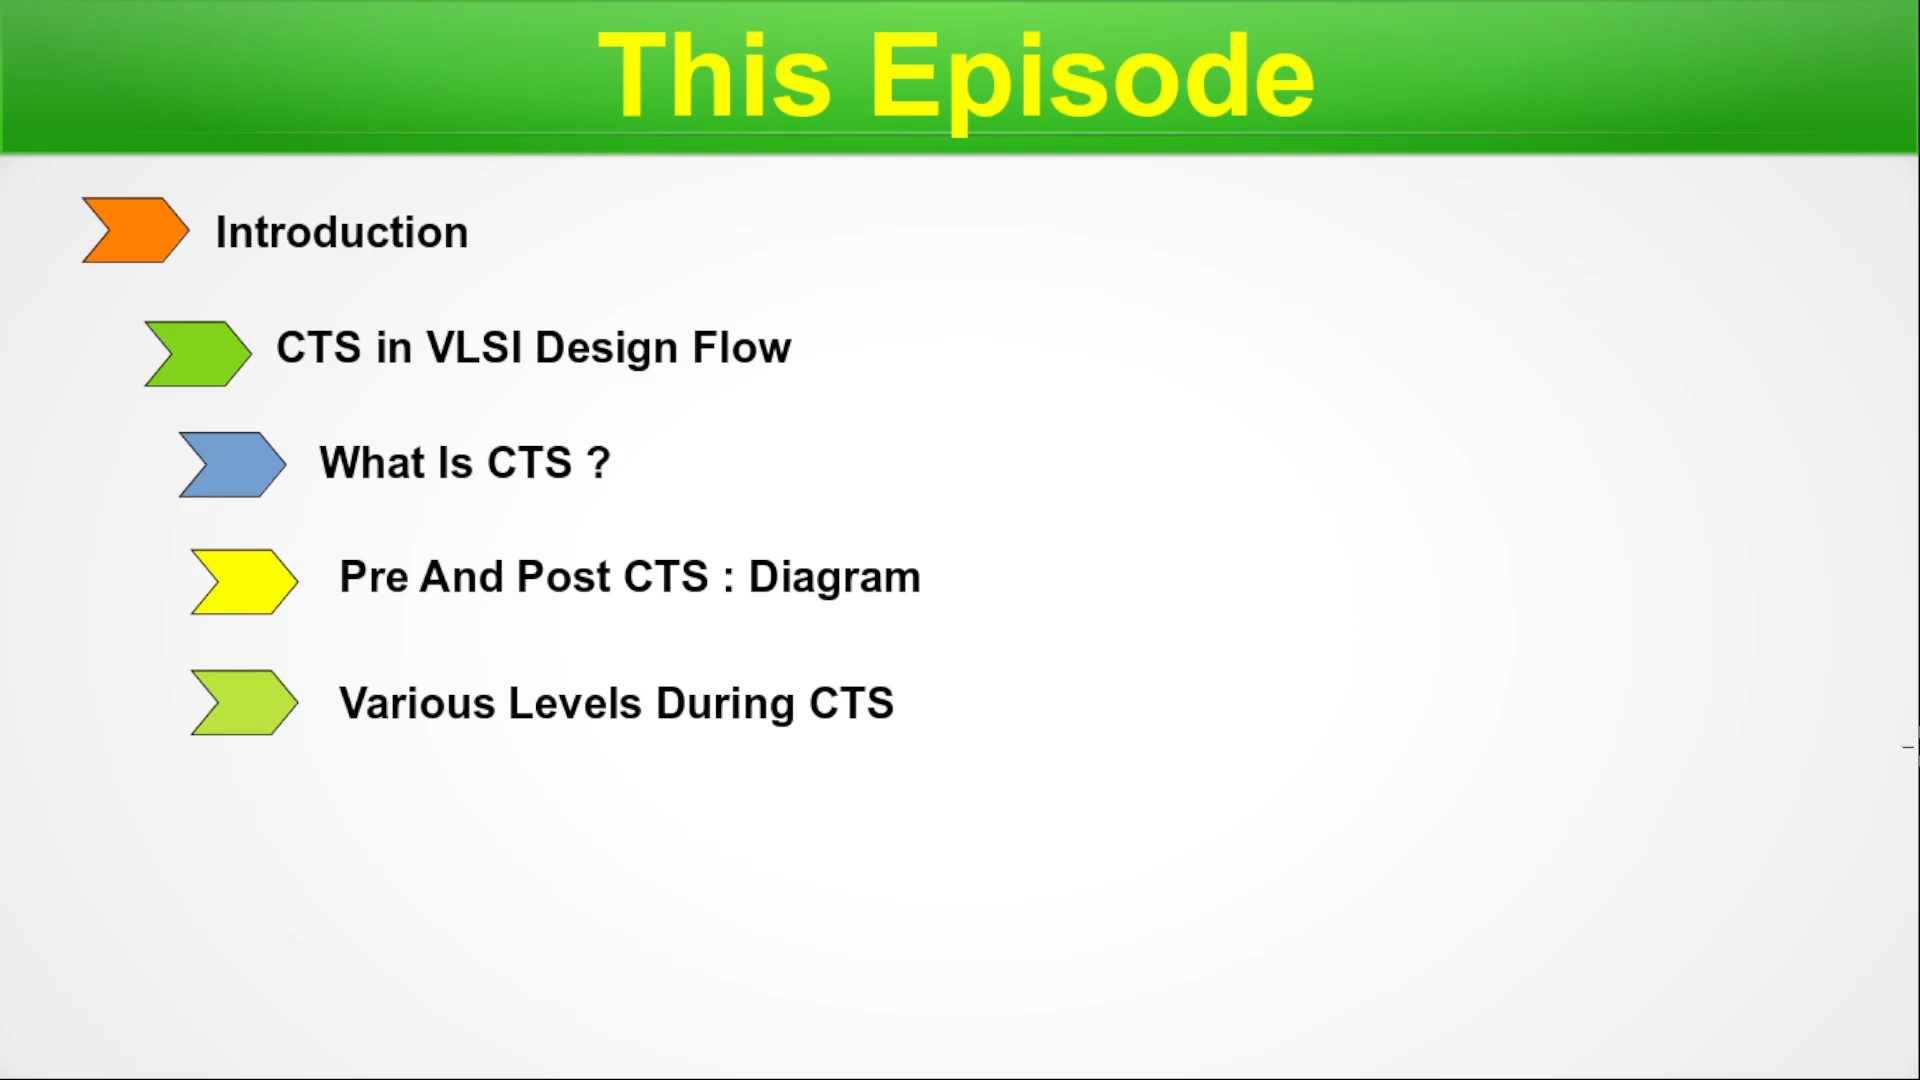 This Episode
Introduction
CTS in VLSI Design Flow
What Is CTS ?
Pre And Post CTS : Diagram
Various Levels During CTS